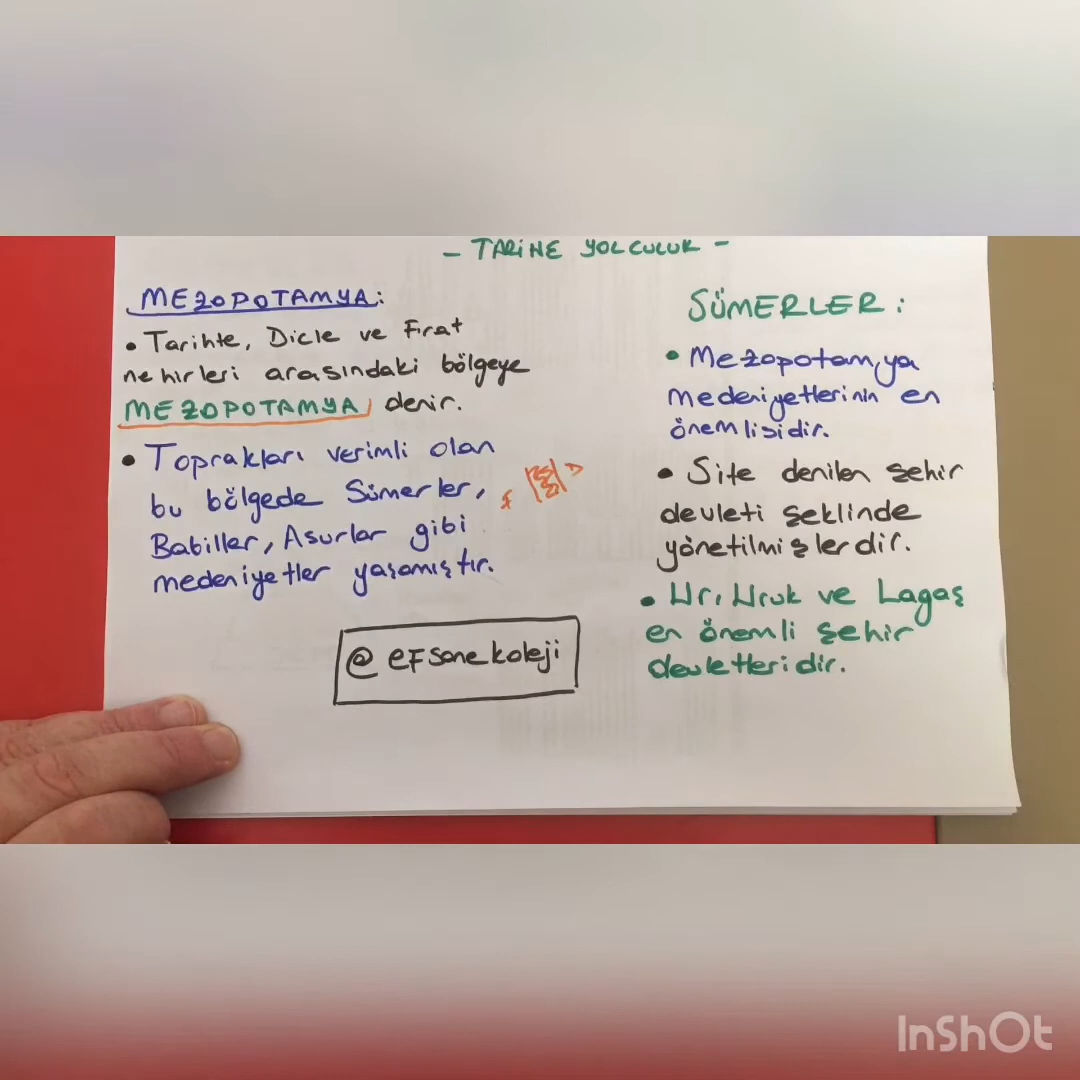 - TARİHE YOLCULUK -
MEZOPOTAMYA:
• Tarihte, Dicle ve Fırat
nehirleri arasındaki bölgeye
MEZOPOTAMYA denir.
• Toprakları verimli olan
bu bölgede Sümerler,
Babiller, Asurlar gibi
medeniyetler yaşamıştır.
@efsanekoleji
SÜMERLER:
• Mezopotamya
medeniyetlerinin en
önemlisidir.
• Site denilen şehir
devleti şeklinde
yönetilmişlerdir.
• Ur, Uruk ve Lagaş
en önemli şehir
devletleridir.
InShOt